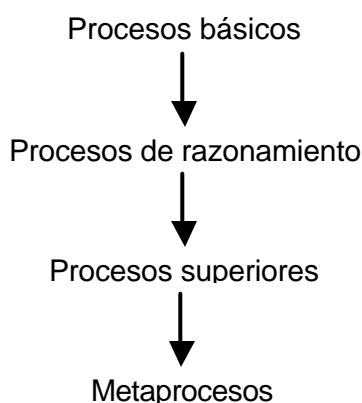 Procesos básicos
Procesos de razonamiento
Procesos superiores
Metaprocesos